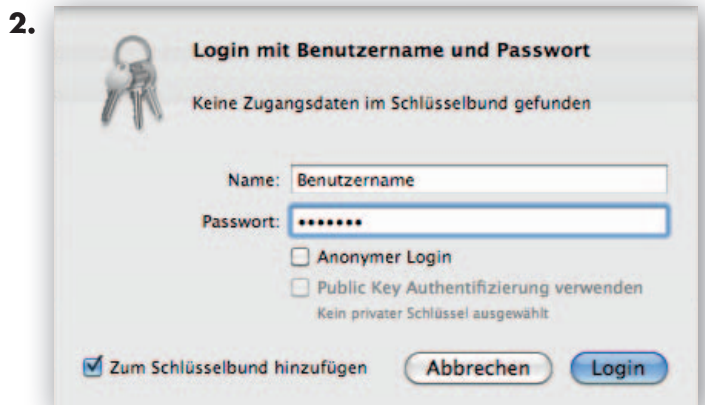 2.
Login mit Benutzername und Passwort
Keine Zugangsdaten im Schlüsselbund gefunden
Name: Benutzername
Passwort: •••••••
Anonymer Login
Public Key Authentifizierung verwenden
Kein privater Schlüssel ausgewählt
Zum Schlüsselbund hinzufügen Abbrechen Login